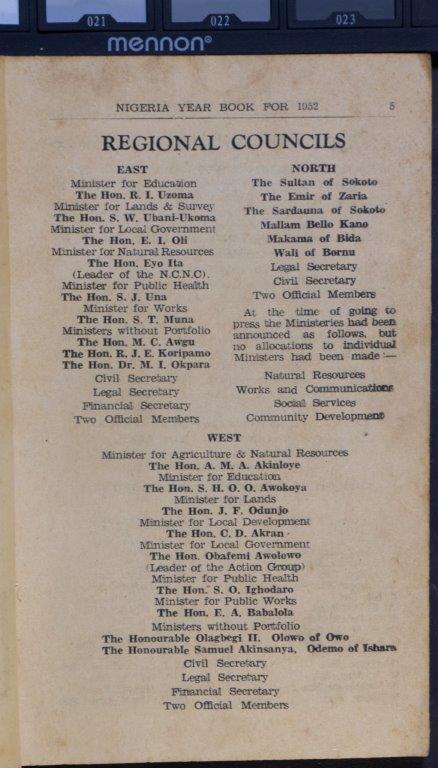 021
022
023
mennon®
NIGERIA YEAR BOOK FOR 1952 5
REGIONAL COUNCILS
EAST
Minister for Education
The Hon. R. I. Uzoma
Minister for Lands & Survey
The Hon. S. W. Ubani-Ukoma
Minister for Local Government
The Hon. E. I. Oli
Minister for Natural Resources
The Hon. Eyo Ita
(Leader of the N.C.N.C).
Minister for Public Health
The Hon. S. J. Una
Minister for Works
The Hon. S. T. Muna
Ministers without Portfolio
The Hon. M. C. Awgu
The Hon. R. J. E. Koripamo
The Hon. Dr. M. I. Okpara
Civil Secretary
Legal Secretary
Financial Secretary
Two Official Members
NORTH
The Sultan of Sokoto
The Emir of Zaria
The Sardauna of Sokoto
Mallam Bello Kano
Makama of Bida
Wali of Bornu
Legal Secretary
Civil Secretary
Two Official Members
At the time of going to
press the Ministeries had been
announced as follows, but
no allocations to individual
Ministers had been made :—
Natural Resources
Works and Communications
Social Services
Community Development
WEST
Minister for Agriculture & Natural Resources
The Hon. A. M. A. Akinloye
Minister for Education
The Hon. S. H. O. O. Awokoya
Minister for Lands
The Hon. J. F. Odunjo
Minister for Local Development
The Hon. C. D. Akran
Minister for Local Government
The Hon. Obafemi Awolowo
(Leader of the Action Group)
Minister for Public Health
The Hon. S. O. Ighodaro
Minister for Public Works
The Hon. E. A. Babalola
Ministers without Portfolio
The Honourable Olagbegi II. Olowo of Owo
The Honourable Samuel Akinsanya, Odemo of Ishara
Civil Secretary
Legal Secretary
Financial Secretary
Two Official Members